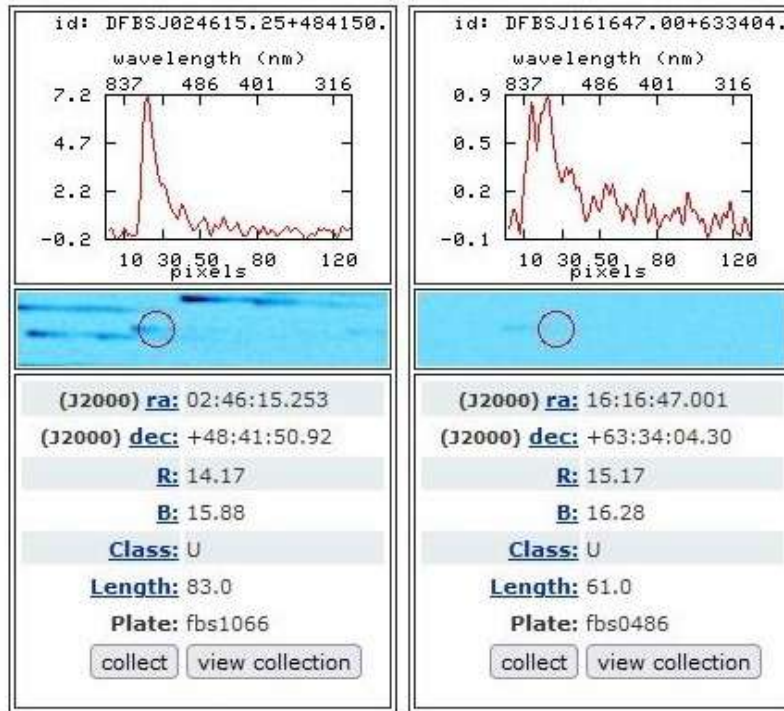 id: DFBSJ024615.25+484150.
wavelength (nm)
837 486 401 316
7.2
4.7
2.2
-0.2
10 30 50 80 120
pixels
(J2000) ra: 02:46:15.253
(J2000) dec: +48:41:50.92
R: 14.17
B: 15.88
Class: U
Length: 83.0
Plate: fbs1066
collect view collection
id: DFBSJ161647.00+633404.
wavelength (nm)
837 486 401 316
0.9
0.5
0.2
-0.1
10 30 50 80 120
pixels
(J2000) ra: 16:16:47.001
(J2000) dec: +63:34:04.30
R: 15.17
B: 16.28
Class: U
Length: 61.0
Plate: fbs0486
collect view collection